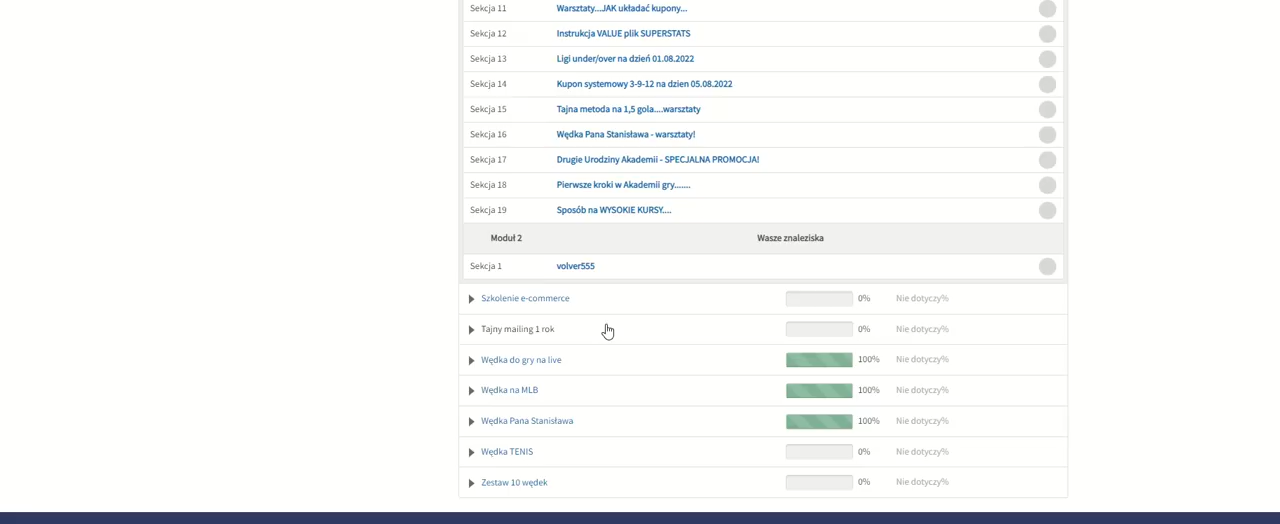 Sekcja 11 Warsztaty...JAK układać kupony...
Sekcja 12 Instrukcja VALUE plik SUPERSTATS
Sekcja 13 Ligi under/over na dzień 01.08.2022
Sekcja 14 Kupon systemowy 3-9-12 na dzien 05.08.2022
Sekcja 15 Tajna metoda na 1,5 gola....warsztaty
Sekcja 16 Wędka Pana Stanisława - warsztaty!
Sekcja 17 Drugie Urodziny Akademii - SPECJALNA PROMOCJA!
Sekcja 18 Pierwsze kroki w Akademii gry.......
Sekcja 19 Sposób na WYSOKIE KURSY....
Moduł 2 Wasze znaleziska
Sekcja 1 volver555
Szkolenie e-commerce 0% Nie dotyczy%
Tajny mailing 1 rok 0% Nie dotyczy%
Wędka do gry na live 100% Nie dotyczy%
Wędka na MLB 100% Nie dotyczy%
Wędka Pana Stanisława 100% Nie dotyczy%
Wędka TENIS 0% Nie dotyczy%
Zestaw 10 wędek 0% Nie dotyczy%